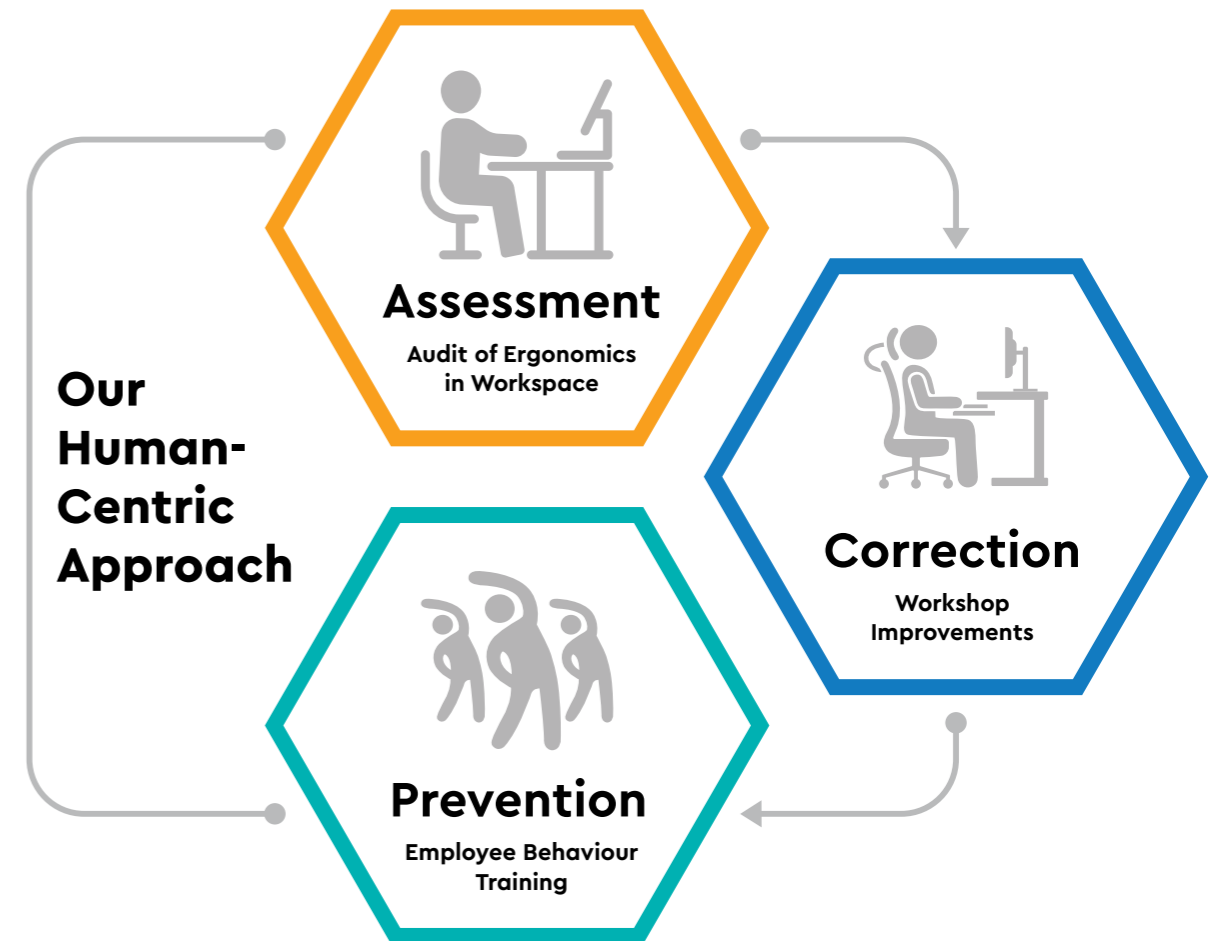 Our
Human-
Centric
Approach
Assessment
Audit of Ergonomics
in Workspace
Correction
Workshop
Improvements
Prevention
Employee Behaviour
Training